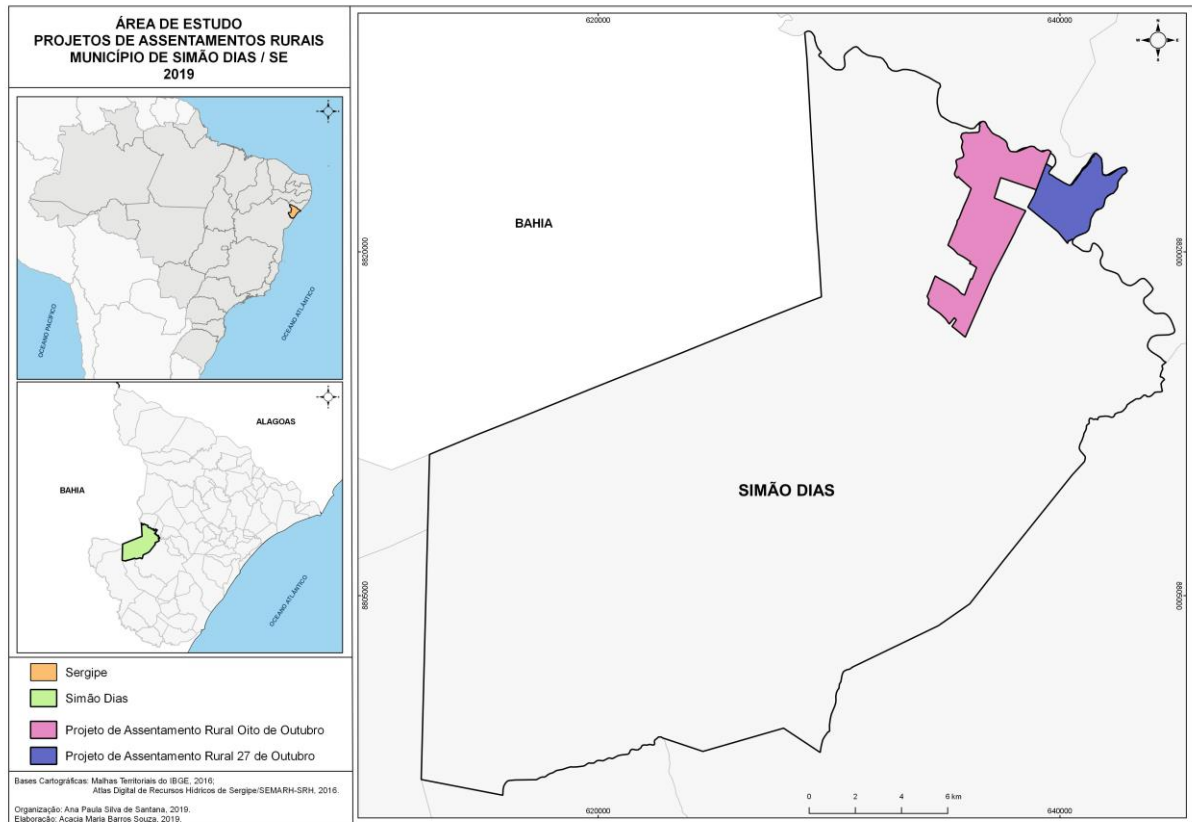 ÁREA DE ESTUDO
PROJETOS DE ASSENTAMENTOS RURAIS
MUNICÍPIO DE SIMÃO DIAS / SE
2019
OCEANO PACÍFICO
OCEANO ATLÂNTICO
ALAGOAS
BAHIA
OCEANO ATLÂNTICO
Sergipe
Simão Dias
Projeto de Assentamento Rural Oito de Outubro
Projeto de Assentamento Rural 27 de Outubro
Bases Cartográficas: Malhas Territoriais do IBGE, 2016;
Atlas Digital de Recursos Hídricos de Sergipe/SEMARH-SRH, 2016.
Organização: Ana Paula Silva de Santana, 2019.
Elaboração: Acacia Maria Barros Souza, 2019.
620000
640000
N
W
E
S
BAHIA
8820000
8820000
SIMÃO DIAS
8805000
8805000
0 2 4 6 km
620000
640000